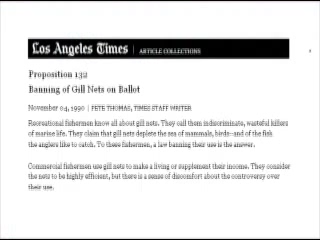 Los Angeles Times | ARTICLE COLLECTIONS
Proposition 132
Banning of Gill Nets on Ballot
November 04, 1990 | PETE THOMAS, TIMES STAFF WRITER
Recreational fishermen know all about gill nets. They call them indiscriminate, wasteful killers
of marine life. They claim that gill nets deplete the sea of mammals, birds--and of the fish
the anglers like to catch. To these fishermen, a law banning their use is the answer.
Commercial fishermen use gill nets to make a living or supplement their income. They consider
the nets to be highly efficient, but there is a sense of discomfort about the controversy over
their use.